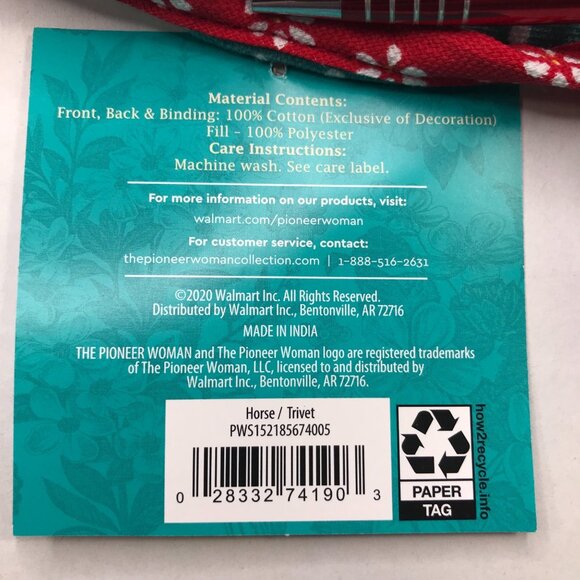 Material Contents:
Front, Back & Binding: 100% Cotton (Exclusive of Decoration)
Fill - 100% Polyester
Care Instructions:
Machine wash. See care label.
For more information on our products, visit:
walmart.com/pioneerwoman
For customer service, contact:
thepioneerwomancollection.com | 1-888-516-2631
©2020 Walmart Inc. All Rights Reserved.
Distributed by Walmart Inc., Bentonville, AR 72716
MADE IN INDIA
THE PIONEER WOMAN and The Pioneer Woman logo are registered trademarks
of The Pioneer Woman, LLC, licensed to and distributed by
Walmart Inc., Bentonville, AR 72716.
Horse / Trivet
PWS152185674005
0 28332 74190 3
PAPER
TAG
how2recycle.info